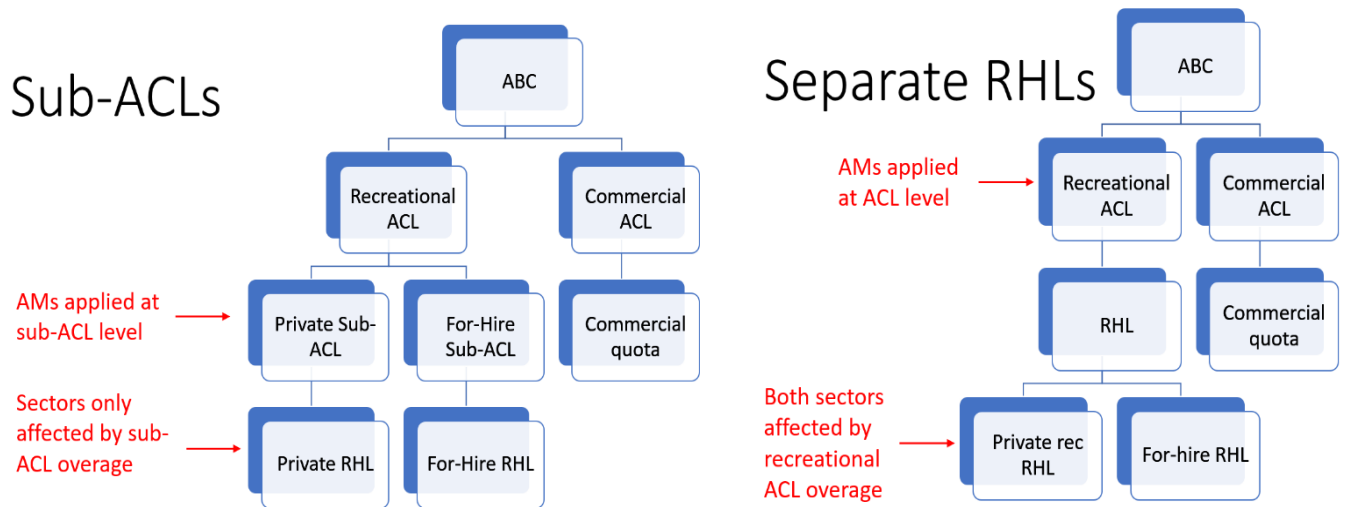 Sub-ACLs
ABC
Recreational
ACL
Commercial
ACL
AMs applied at
sub-ACL level
Private Sub-
ACL
For-Hire
Sub-ACL
Commercial
quota
Sectors only
affected by sub-
ACL overage
Private RHL
For-Hire RHL
Separate RHLs
ABC
AMs applied
at ACL level
Recreational
ACL
Commercial
ACL
RHL
Commercial
quota
Both sectors
affected by
recreational
ACL overage
Private rec
RHL
For-hire RHL